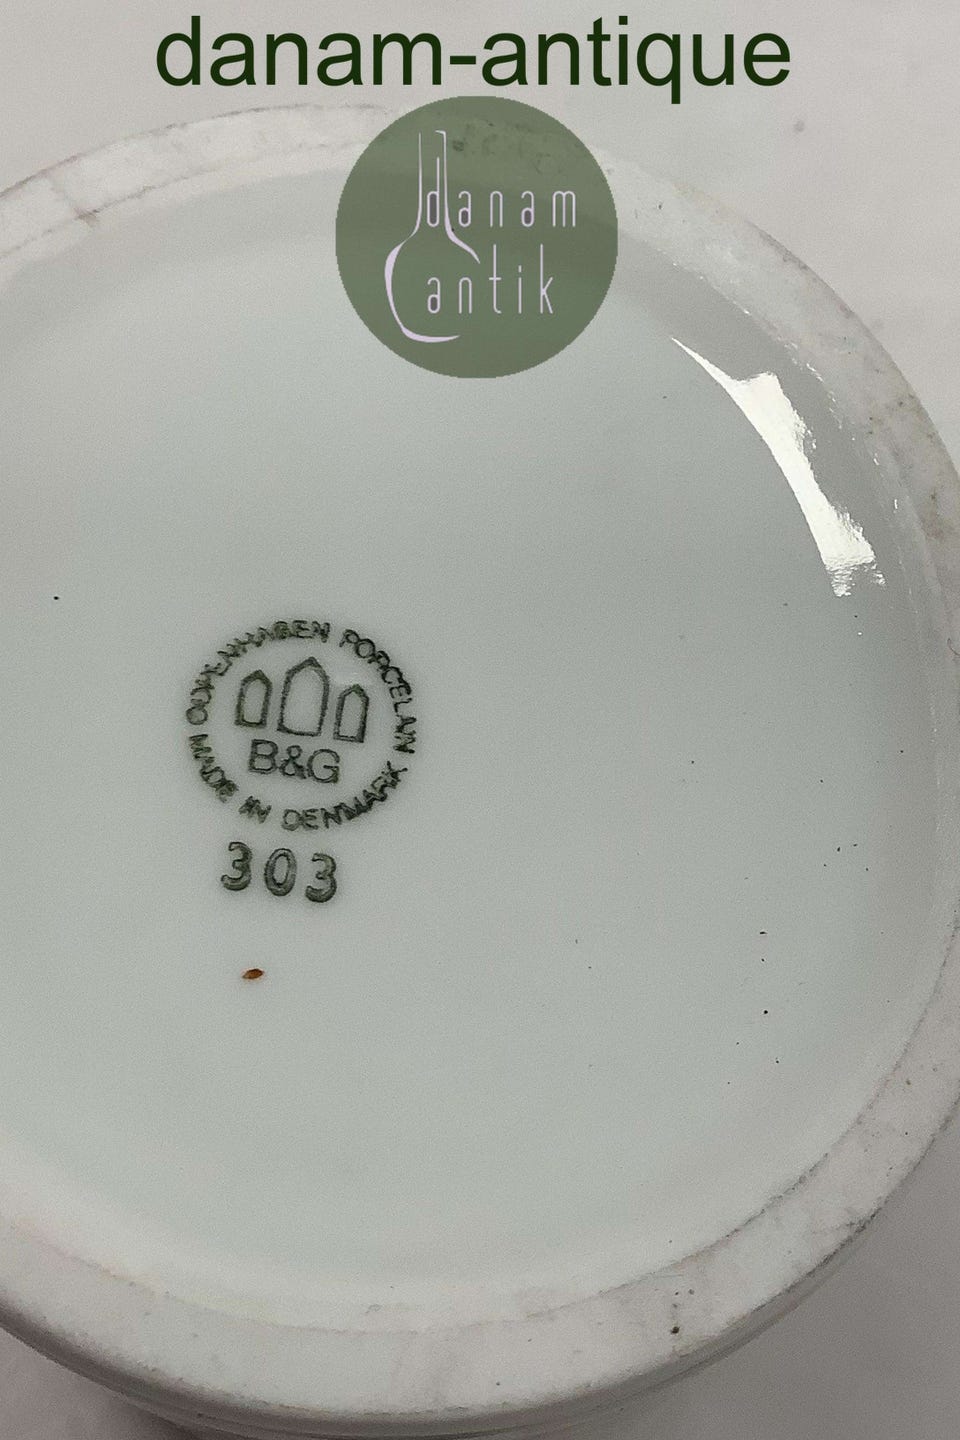 danam-antique
danam
antik
COPENHAGEN PORCELAIN
B&G
MADE IN DENMARK
303